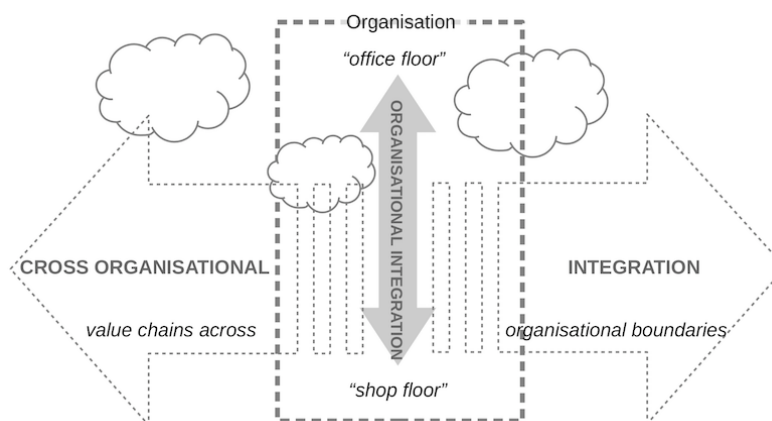 Organisation
“office floor”
ORGANISATIONAL INTEGRATION
CROSS ORGANISATIONAL
INTEGRATION
value chains across
organisational boundaries
“shop floor”